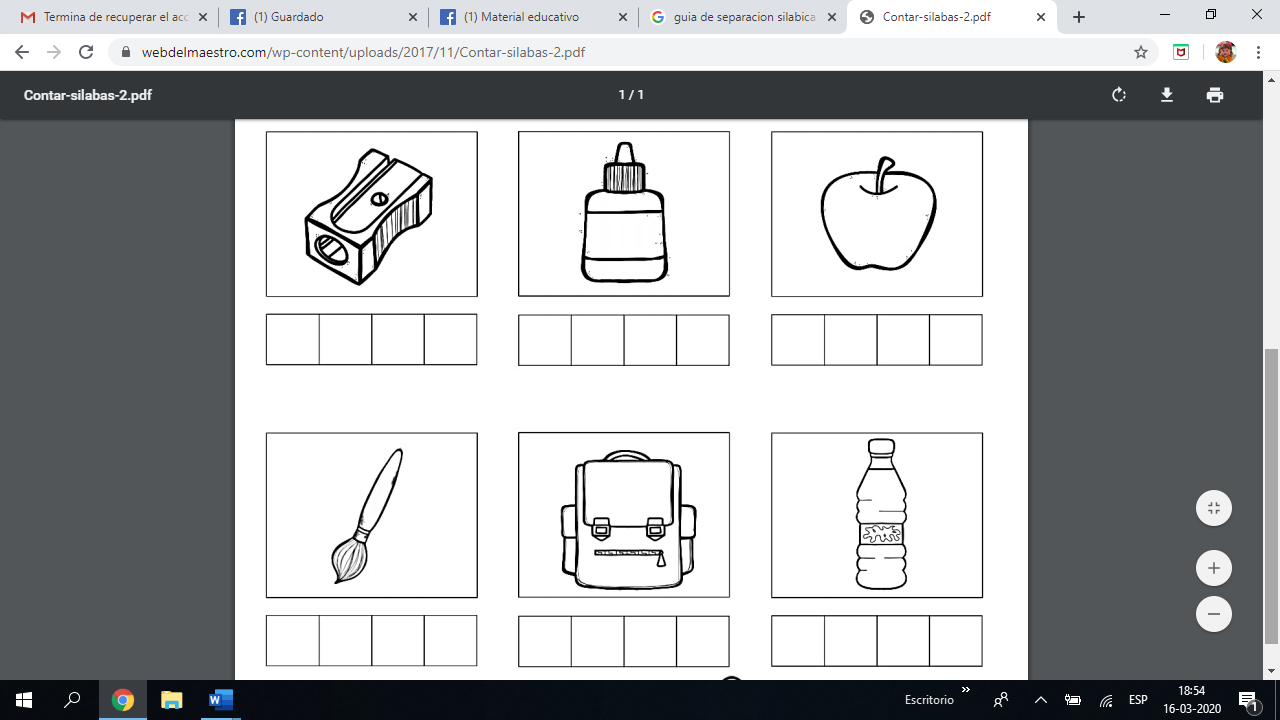 Termina de recuperar el acc
(1) Guardado
(1) Material educativo
guia de separacion silabica
Contar-silabas-2.pdf
webdelmaestro.com/wp-content/uploads/2017/11/Contar-silabas-2.pdf
Contar-silabas-2.pdf
1 / 1
Escritorio
ESP
18:54
16-03-2020
1